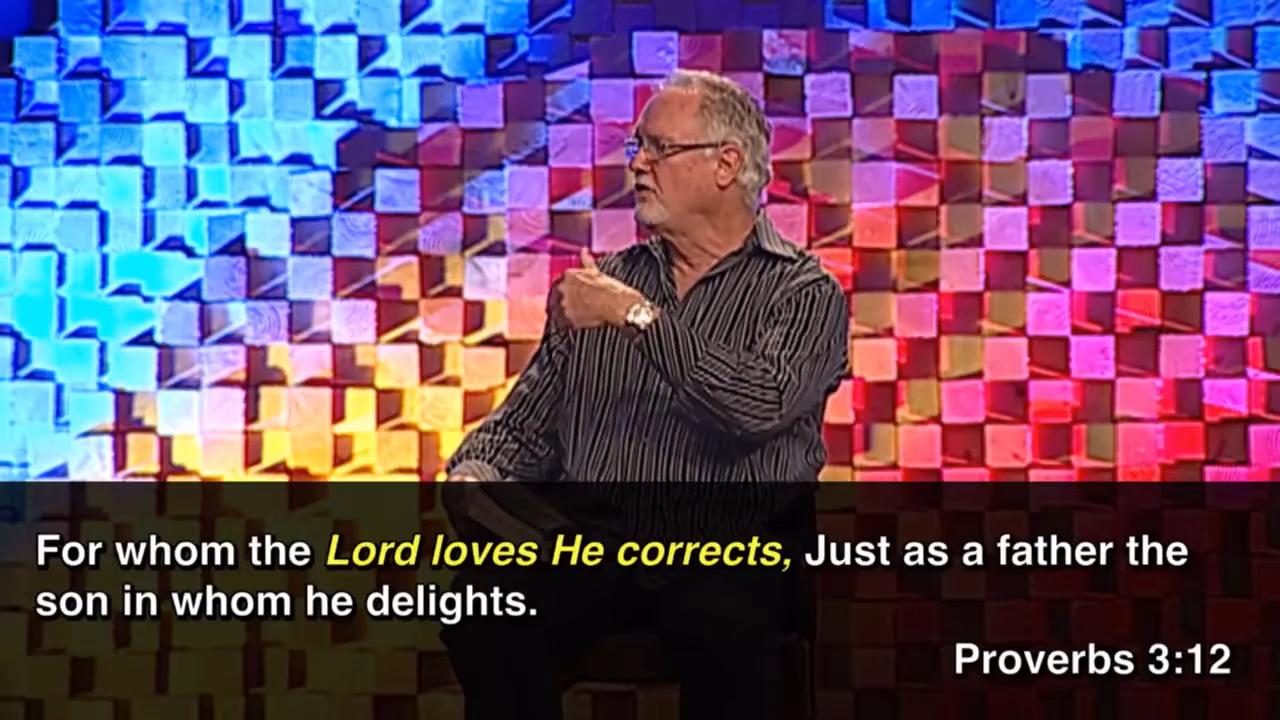 For whom the Lord loves He corrects, Just as a father the
son in whom he delights.
Proverbs 3:12